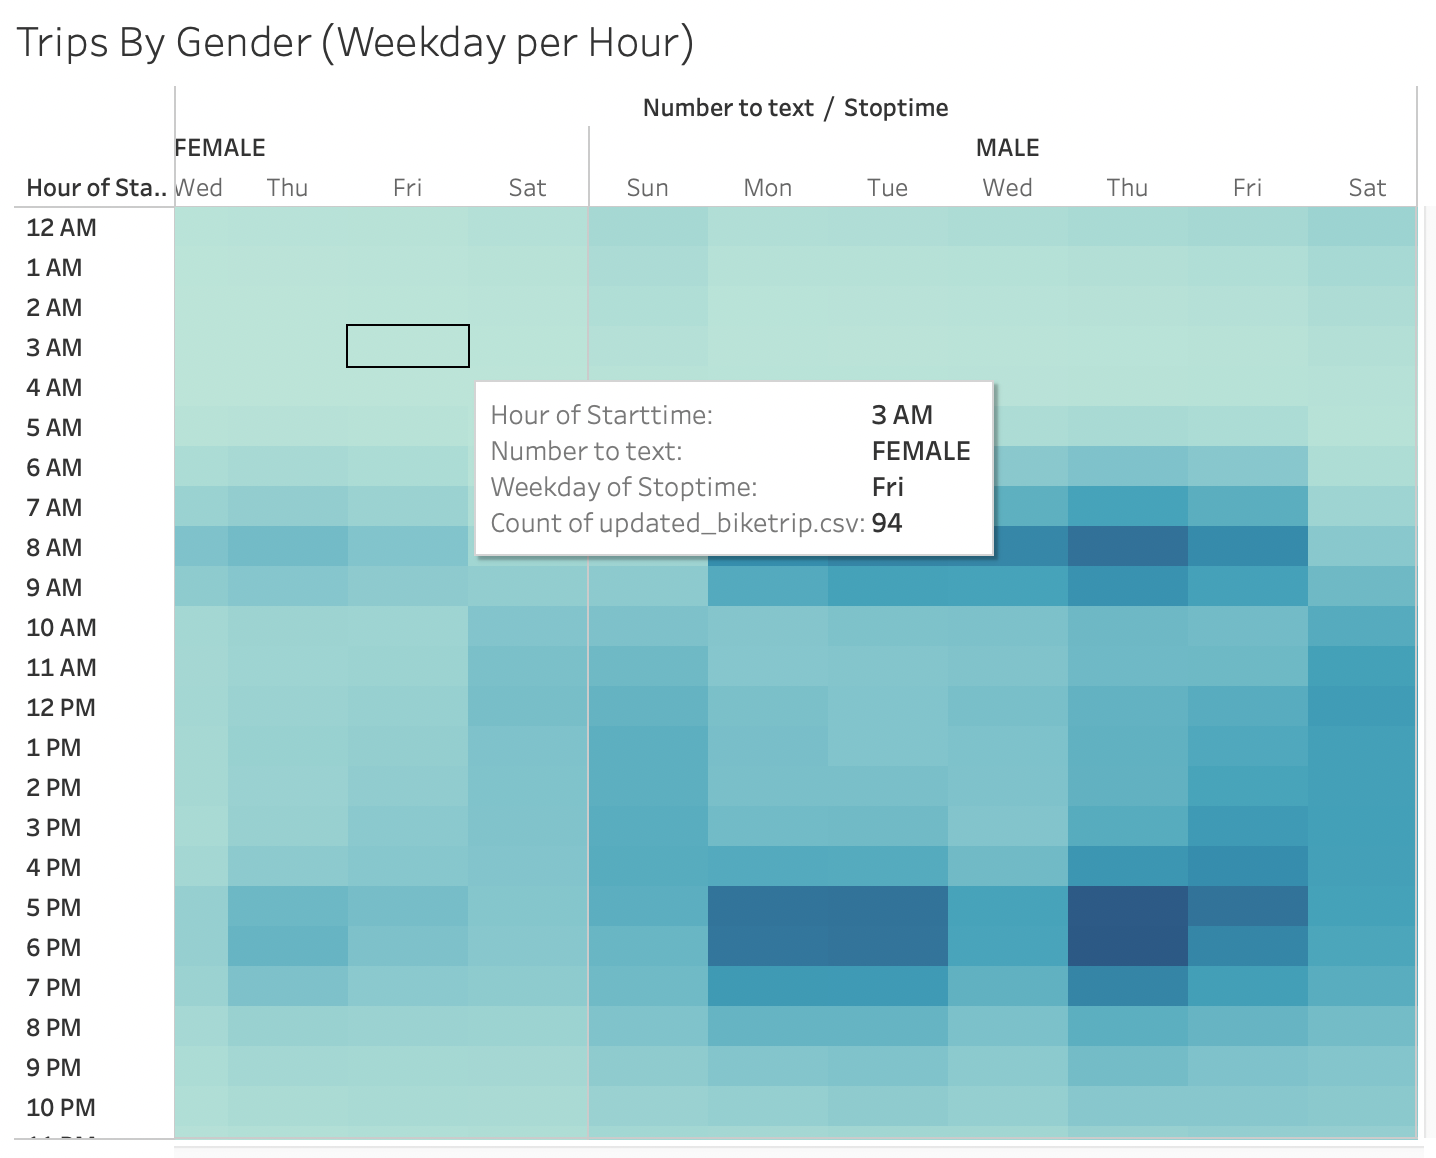 Trips By Gender (Weekday per Hour)
Number to text / Stoptime
FEMALE MALE
Hour of Sta.. Wed Thu Fri Sat Sun Mon Tue Wed Thu Fri Sat
12 AM
1 AM
2 AM
3 AM
4 AM
Hour of Starttime: 3 AM
5 AM
Number to text: FEMALE
6 AM
Weekday of Stoptime: Fri
7 AM
Count of updated_biketrip.csv: 94
8 AM
9 AM
10 AM
11 AM
12 PM
1 PM
2 PM
3 PM
4 PM
5 PM
6 PM
7 PM
8 PM
9 PM
10 PM